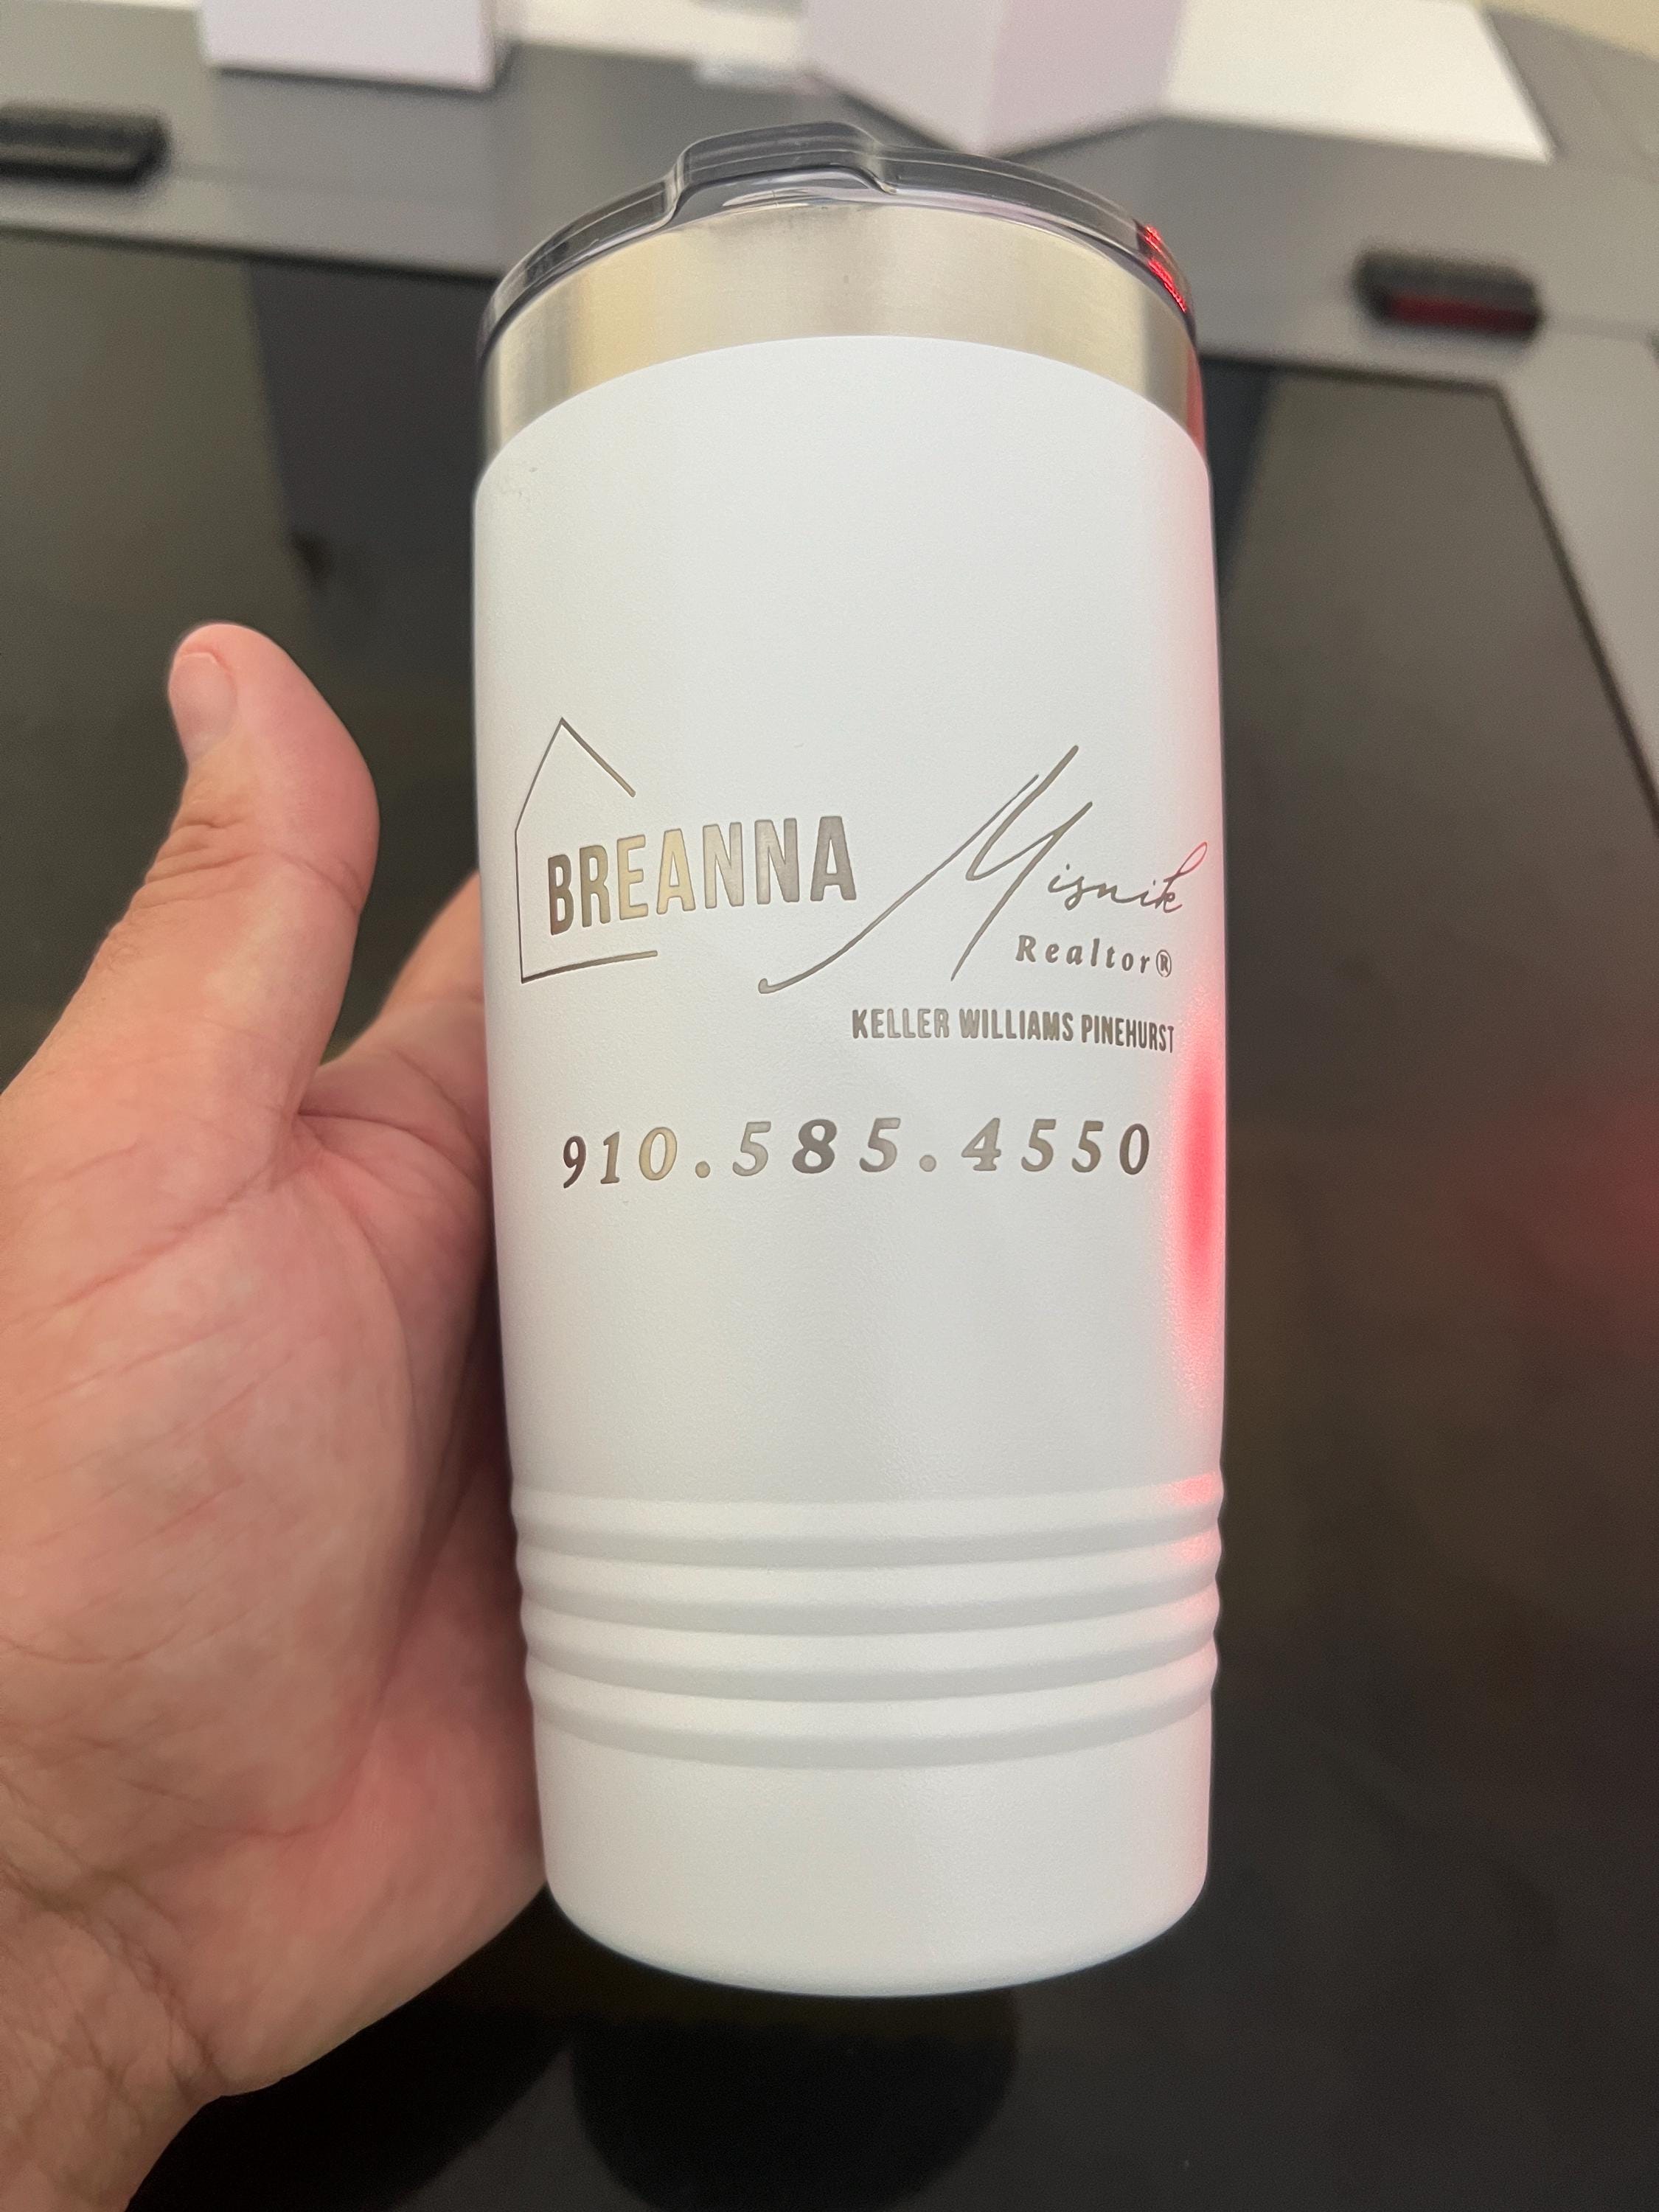 BREANNA Misnik
Realtor®
KELLER WILLIAMS PINEHURST
910.585.4550